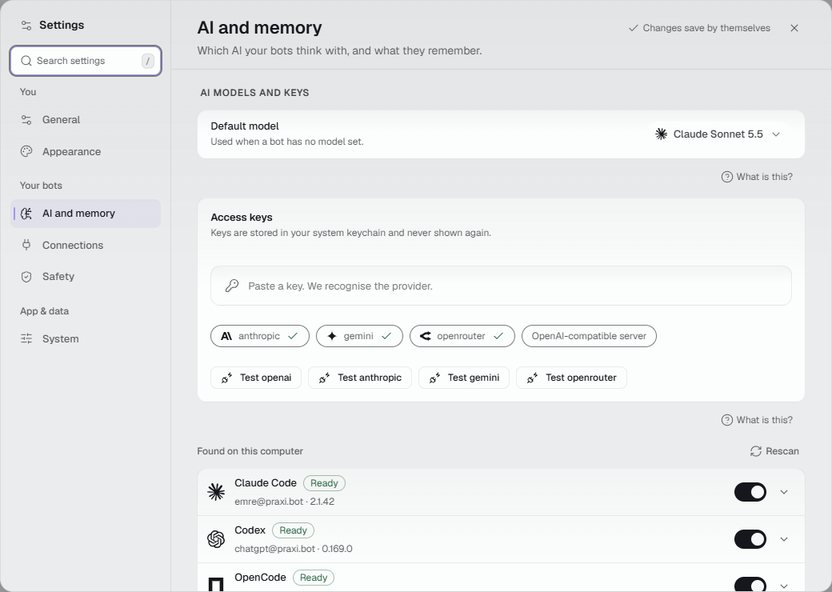 Settings
Search settings /
You
General
Appearance
Your bots
AI and memory
Connections
Safety
App & data
System
AI and memory
Changes save by themselves
Which AI your bots think with, and what they remember.
AI MODELS AND KEYS
Default model
Used when a bot has no model set.
Claude Sonnet 5.5
What is this?
Access keys
Keys are stored in your system keychain and never shown again.
Paste a key. We recognise the provider.
anthropic
gemini
openrouter
OpenAI-compatible server
Test openai
Test anthropic
Test gemini
Test openrouter
What is this?
Found on this computer
Rescan
Claude Code Ready
emre@praxi.bot · 2.1.42
Codex Ready
chatgpt@praxi.bot · 0.169.0
OpenCode Ready